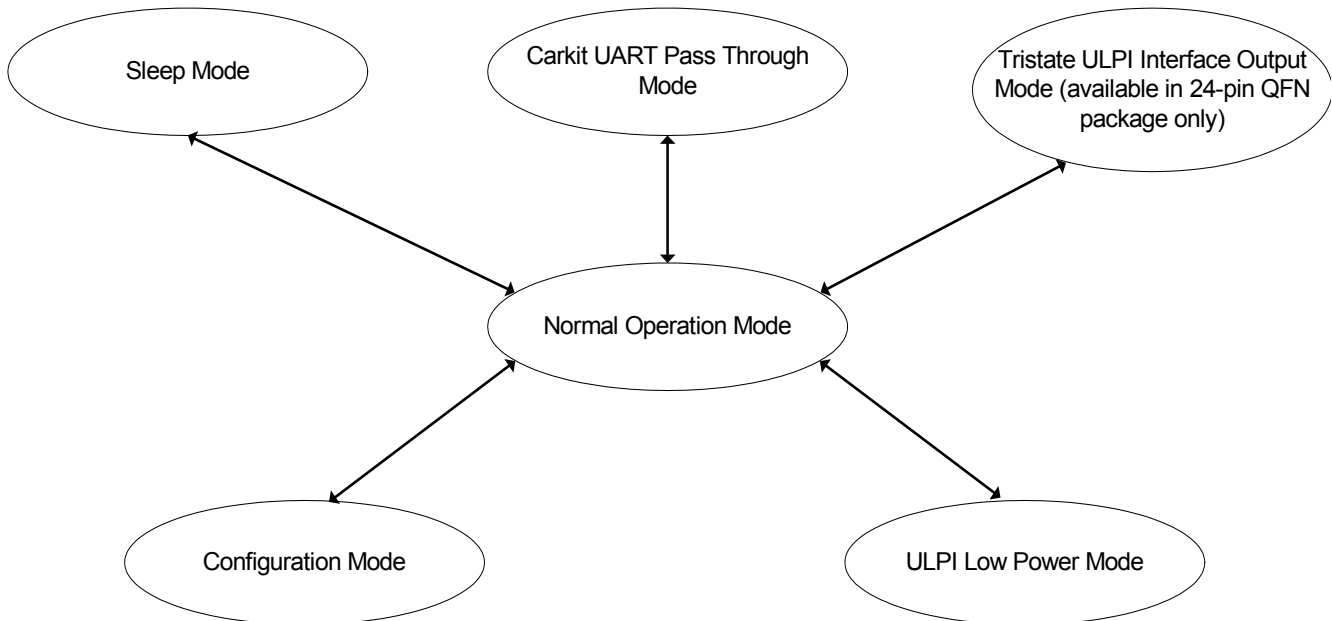 Sleep Mode
Carkit UART Pass Through
Mode
Tristate ULPI Interface Output
Mode (available in 24-pin QFN
package only)
Normal Operation Mode
Configuration Mode
ULPI Low Power Mode